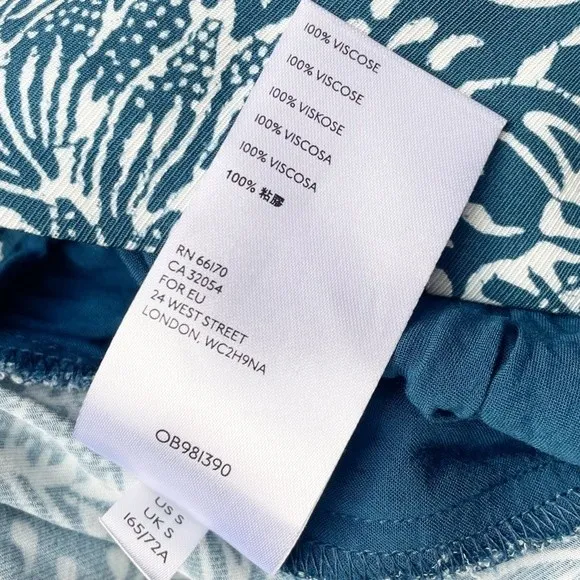 100% VISCOSE
100% VISCOSE
100% VISKOSE
100% VISCOSA
100% VISCOSA
100% 粘膠
RN 66170
CA 32054
FOR EU
24 WEST STREET
LONDON, WC2H9NA
OB981390
US S
UK S
165/72A